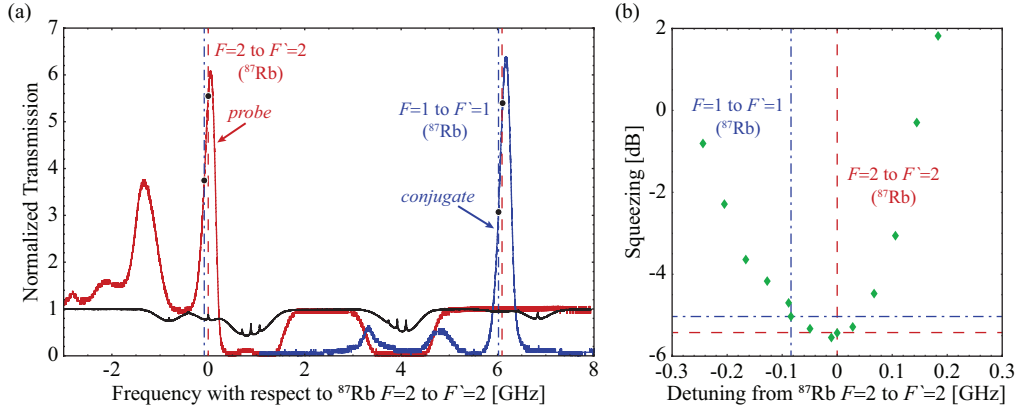 (a)
7
6
5
4
3
2
1
0
Normalized Transmission
F=2 to F`=2
(⁸⁷Rb)
probe
F=1 to F`=1
(⁸⁷Rb)
conjugate
-2 0 2 4 6 8
Frequency with respect to ⁸⁷Rb F=2 to F`=2 [GHz]
(b)
2
0
-2
-4
-6
Squeezing [dB]
F=1 to F`=1
(⁸⁷Rb)
F=2 to F`=2
(⁸⁷Rb)
-0.3 -0.2 -0.1 0 0.1 0.2 0.3
Detuning from ⁸⁷Rb F=2 to F`=2 [GHz]